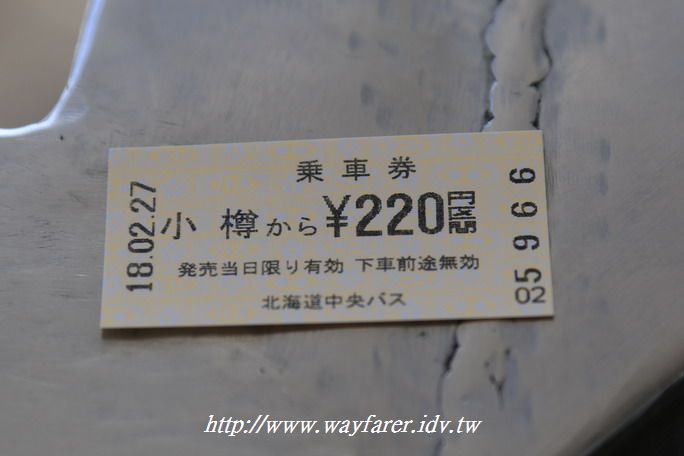 乗車券
18.02.27
小樽から¥220円区間
発売当日限り有効 下車前途無効
北海道中央バス
5966
02
http://www.wayfarer.idv.tw